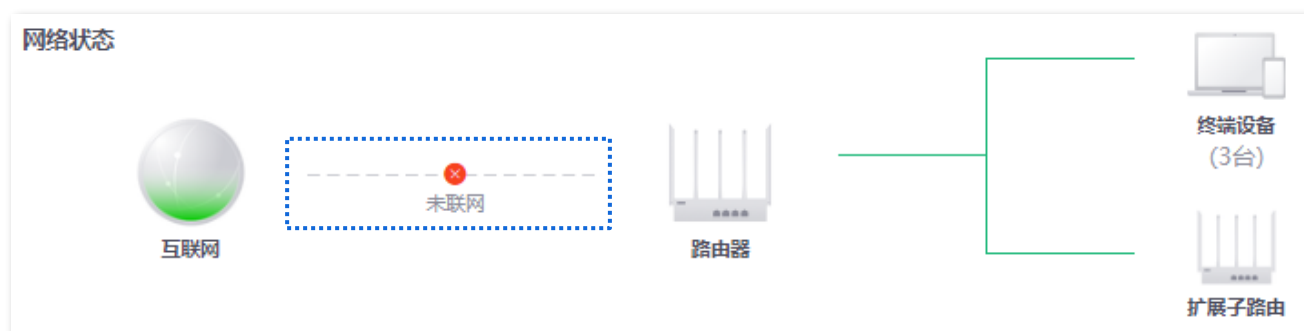 网络状态
互联网
未联网
路由器
终端设备
(3台)
扩展子路由